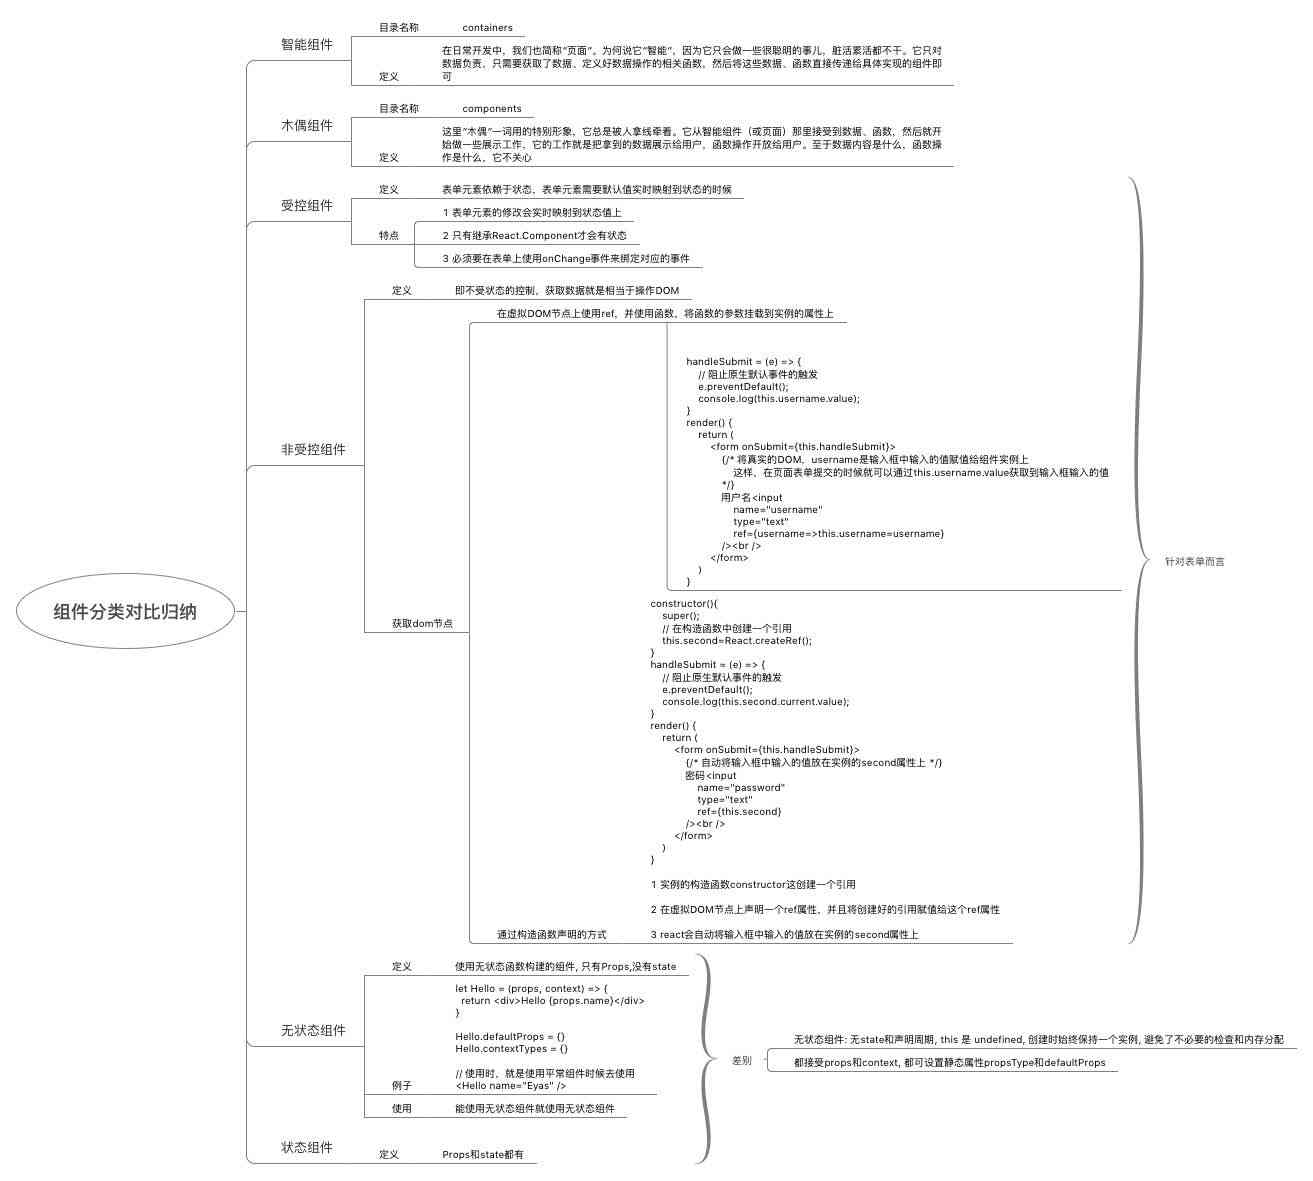 组件分类对比归纳
智能组件
目录名称
containers
定义
在日常开发中，我们也简称“页面”。为何说它“智能”，因为它只会做一些很聪明的事儿，脏活累活都不干。它只对
数据负责，只需要获取了数据、定义好数据操作的相关函数，然后将这些数据、函数直接传递给具体实现的组件即
可
木偶组件
目录名称
components
定义
这里“木偶”一词用的特别形象，它总是被人拿线牵着。它从智能组件（或页面）那里接受到数据、函数，然后就开
始做一些展示工作，它的工作就是把拿到的数据展示给用户，函数操作开放给用户。至于数据内容是什么，函数操
作是什么，它不关心
受控组件
定义
表单元素依赖于状态，表单元素需要默认值实时映射到状态的时候
特点
1 表单元素的修改会实时映射到状态值上
2 只有继承React.Component才会有状态
3 必须要在表单上使用onChange事件来绑定对应的事件
非受控组件
定义
即不受状态的控制，获取数据就是相当于操作DOM
获取dom节点
在虚拟DOM节点上使用ref，并使用函数，将函数的参数挂载到实例的属性上
handleSubmit = (e) => {
// 阻止原生默认事件的触发
e.preventDefault();
console.log(this.username.value);
}
render() {
return (
<form onSubmit={this.handleSubmit}>
{/* 将真实的DOM，username是输入框中输入的值赋值给组件实例上
这样，在页面表单提交的时候就可以通过this.username.value获取到输入框输入的值
*/}
用户名<input
name="username"
type="text"
ref={username=>this.username=username}
/><br />
</form>
)
}
通过构造函数声明的方式
constructor(){
super();
// 在构造函数中创建一个引用
this.second=React.createRef();
}
handleSubmit = (e) => {
// 阻止原生默认事件的触发
e.preventDefault();
console.log(this.second.current.value);
}
render() {
return (
<form onSubmit={this.handleSubmit}>
{/* 自动将输入框中输入的值放在实例的second属性上 */}
密码<input
name="password"
type="text"
ref={this.second}
/><br />
</form>
)
}
1 实例的构造函数constructor这创建一个引用
2 在虚拟DOM节点上声明一个ref属性，并且将创建好的引用赋值给这个ref属性
3 react会自动将输入框中输入的值放在实例的second属性上
针对表单而言
无状态组件
定义
使用无状态函数构建的组件, 只有Props,没有state
例子
let Hello = (props, context) => {
return <div>Hello {props.name}</div>
}
Hello.defaultProps = {}
Hello.contextTypes = {}
// 使用时，就是使用平常组件时候去使用
<Hello name="Eyas" />
使用
能使用无状态组件就使用无状态组件
状态组件
定义
Props和state都有
差别
无状态组件: 无state和声明周期, this 是 undefined, 创建时始终保持一个实例, 避免了不必要的检查和内存分配
都接受props和context, 都可设置静态属性propsType和defaultProps